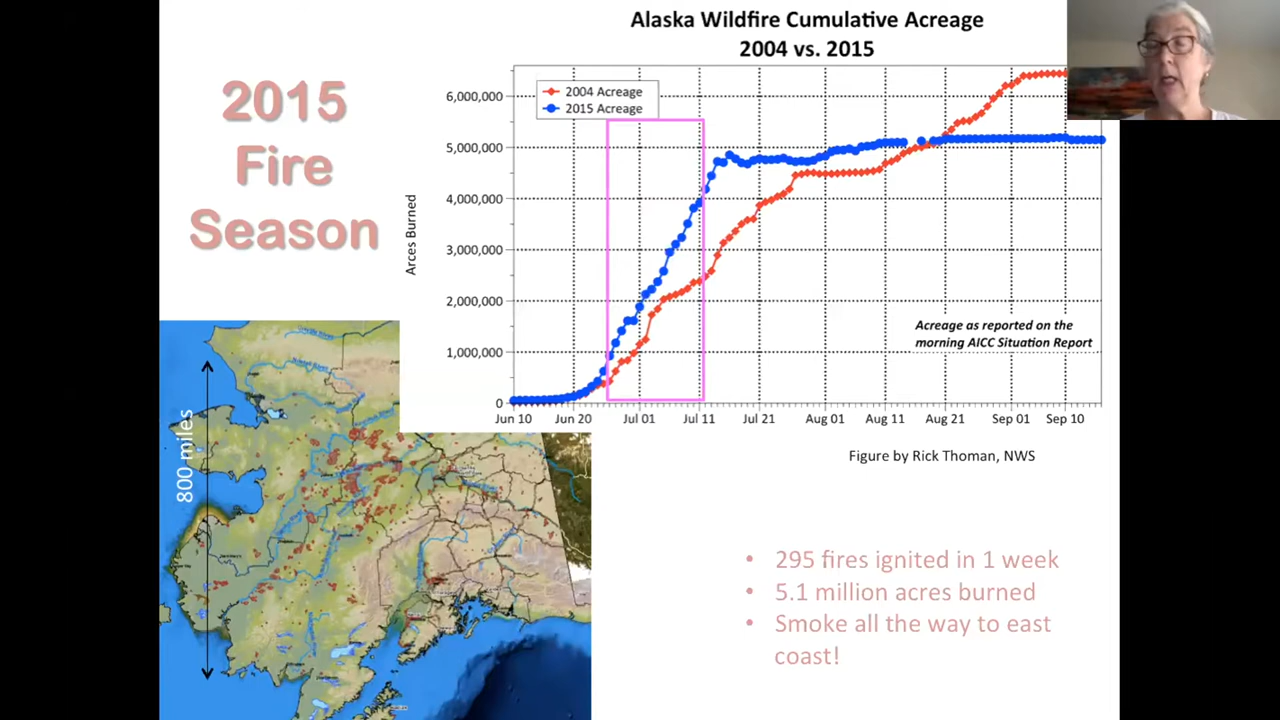 2015
Fire
Season
Alaska Wildfire Cumulative Acreage
2004 vs. 2015
2004 Acreage
2015 Acreage
Arces Burned
6,000,000
5,000,000
4,000,000
3,000,000
2,000,000
1,000,000
0
Jun 10 Jun 20 Jul 01 Jul 11 Jul 21 Aug 01 Aug 11 Aug 21 Sep 01 Sep 10
Acreage as reported on the
morning AICC Situation Report
Figure by Rick Thoman, NWS
800 miles
• 295 fires ignited in 1 week
• 5.1 million acres burned
• Smoke all the way to east
coast!